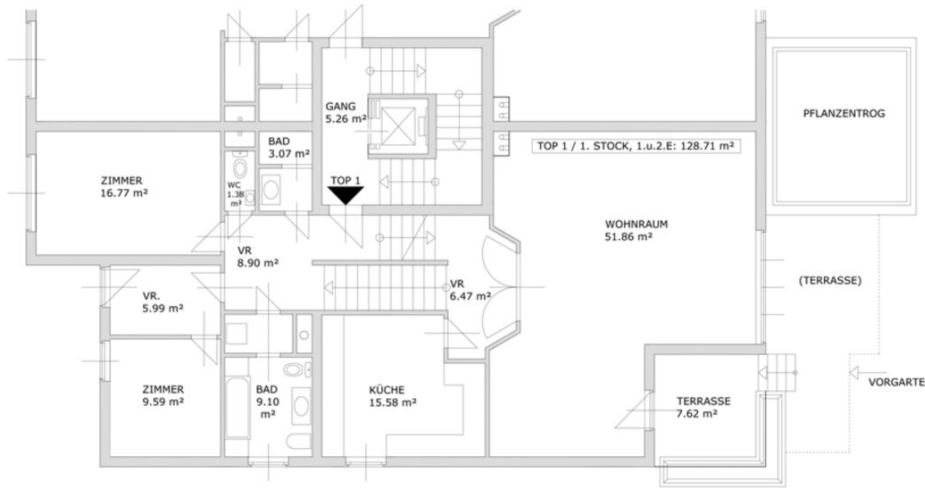 GANG
5.26 m²
PFLANZENTROG
BAD
3.07 m²
TOP 1 / 1. STOCK, 1.u.2.E: 128.71 m²
ZIMMER
16.77 m²
WC
1.38
m²
TOP 1
WOHNRAUM
51.86 m²
VR
8.90 m²
VR
6.47 m²
(TERRASSE)
VR.
5.99 m²
ZIMMER
9.59 m²
BAD
9.10
m²
KÜCHE
15.58 m²
TERRASSE
7.62 m²
VORGARTE